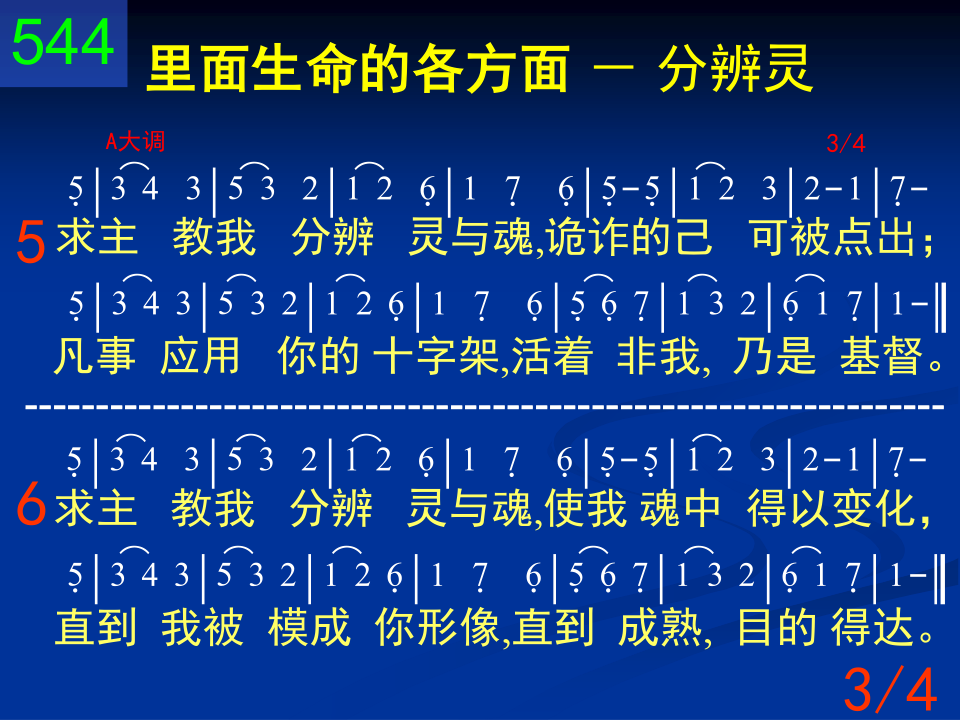 544
里面生命的各方面 － 分辨灵
A大调 3/4
5̣|3 4 3|5 3 2|1 2 6̣|1 7̣ 6̣|5̣-5̣|1 2 3|2-1|7̣-
5 求主 教我 分辨 灵与魂,诡诈的己 可被点出；
5̣|3 4 3|5 3 2|1 2 6̣|1 7̣ 6̣|5̣ 6̣ 7̣|1 3 2|6̣ 1 7̣|1-‖
凡事 应用 你的 十字架,活着 非我, 乃是 基督。
-----------------------------------------------------------------
5̣|3 4 3|5 3 2|1 2 6̣|1 7̣ 6̣|5̣-5̣|1 2 3|2-1|7̣-
6 求主 教我 分辨 灵与魂,使我 魂中 得以变化，
5̣|3 4 3|5 3 2|1 2 6̣|1 7̣ 6̣|5̣ 6̣ 7̣|1 3 2|6̣ 1 7̣|1-‖
直到 我被 模成 你形像,直到 成熟, 目的 得达。
3/4